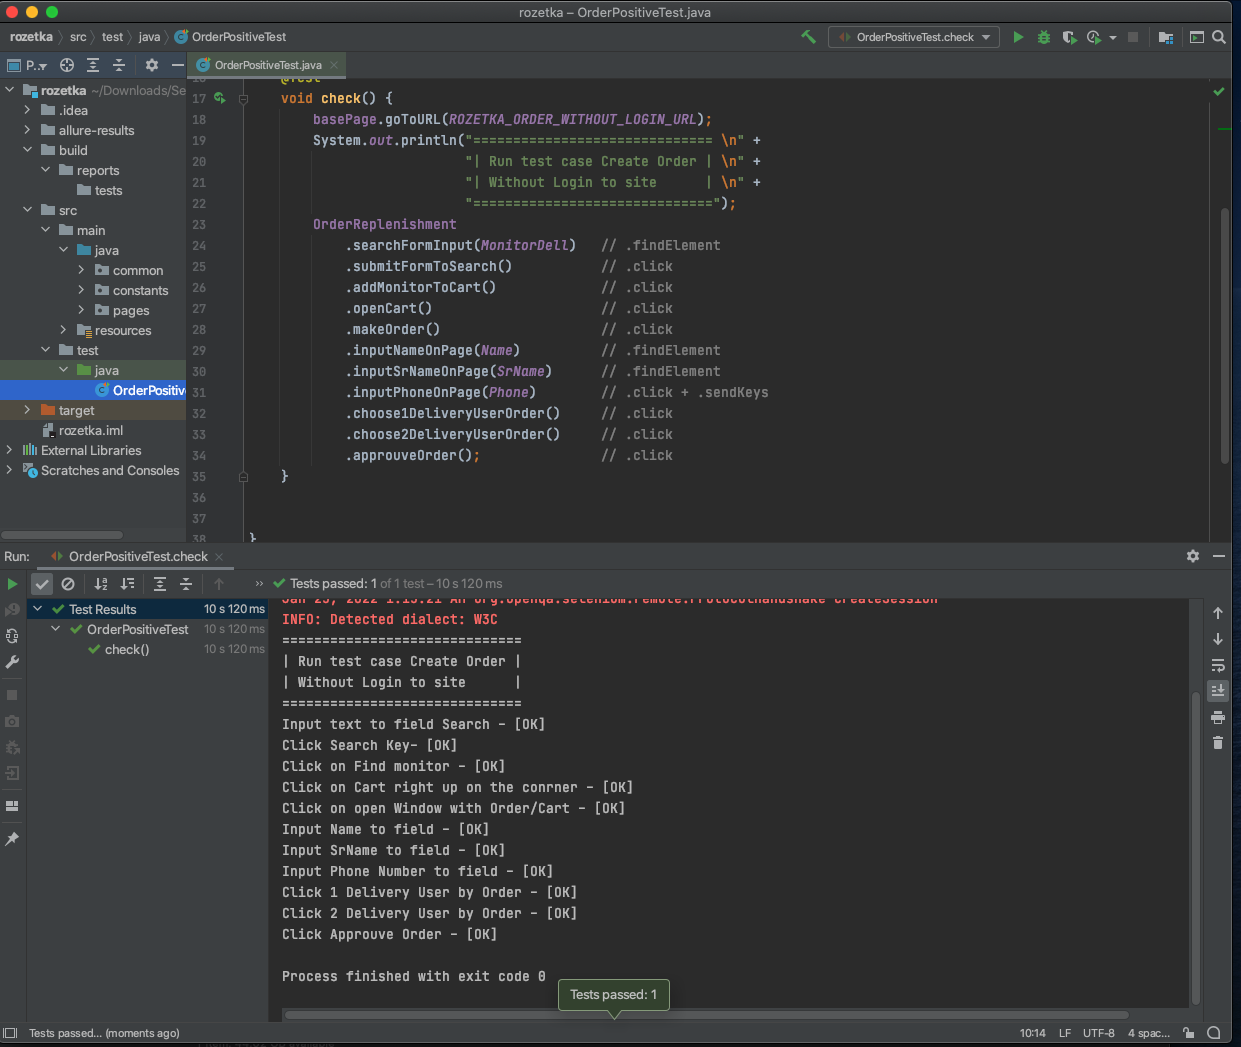 rozetka – OrderPositiveTest.java
rozetka src test java OrderPositiveTest
OrderPositiveTest.check
P..
OrderPositiveTest.java
rozetka ~/Downloads/Se
.idea
allure-results
build
reports
tests
src
main
java
common
constants
pages
resources
test
java
OrderPositiv
target
rozetka.iml
External Libraries
Scratches and Consoles
16 @Test
17 void check() {
18 basePage.goToURL(ROZETKA_ORDER_WITHOUT_LOGIN_URL);
19 System.out.println("============================== \n" +
20 "| Run test case Create Order | \n" +
21 "| Without Login to site      | \n" +
22 "==============================");
23 OrderReplenishment
24 .searchFormInput(MonitorDell) // .findElement
25 .submitFormToSearch() // .click
26 .addMonitorToCart() // .click
27 .openCart() // .click
28 .makeOrder() // .click
29 .inputNameOnPage(Name) // .findElement
30 .inputSrNameOnPage(SrName) // .findElement
31 .inputPhoneOnPage(Phone) // .click + .sendKeys
32 .choose1DeliveryUserOrder() // .click
33 .choose2DeliveryUserOrder() // .click
34 .approuveOrder(); // .click
35 }
36
37
38 }
Run: OrderPositiveTest.check
Tests passed: 1 of 1 test – 10 s 120 ms
Test Results 10 s 120 ms
OrderPositiveTest 10 s 120 ms
check() 10 s 120 ms
1:13:21 AM org.openqa.selenium.remote.ProtocolHandshake createSession
INFO: Detected dialect: W3C
==============================
| Run test case Create Order |
| Without Login to site      |
==============================
Input text to field Search – [OK]
Click Search Key– [OK]
Click on Find monitor – [OK]
Click on Cart right up on the conrner – [OK]
Click on open Window with Order/Cart – [OK]
Input Name to field – [OK]
Input SrName to field – [OK]
Input Phone Number to field – [OK]
Click 1 Delivery User by Order – [OK]
Click 2 Delivery User by Order – [OK]
Click Approuve Order – [OK]
Process finished with exit code 0
Tests passed: 1
Tests passed... (moments ago)
10:14 LF UTF-8 4 spac...